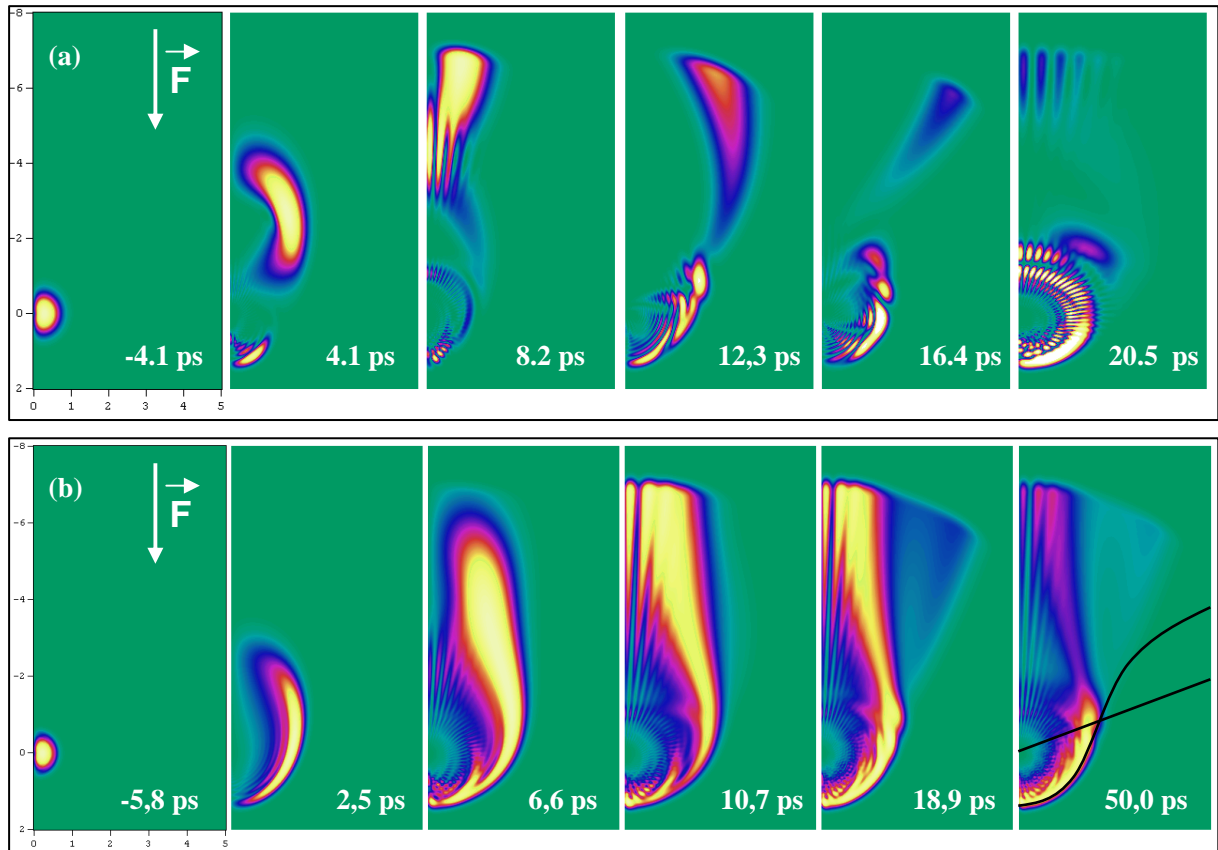 -8
(a)
F
-6
-4
-2
0
-4.1 ps
4.1 ps
8.2 ps
12,3 ps
16.4 ps
20.5 ps
2
0 1 2 3 4 5
-8
(b)
F
-6
-4
-2
0
-5,8 ps
2,5 ps
6,6 ps
10,7 ps
18,9 ps
50,0 ps
2
0 1 2 3 4 5